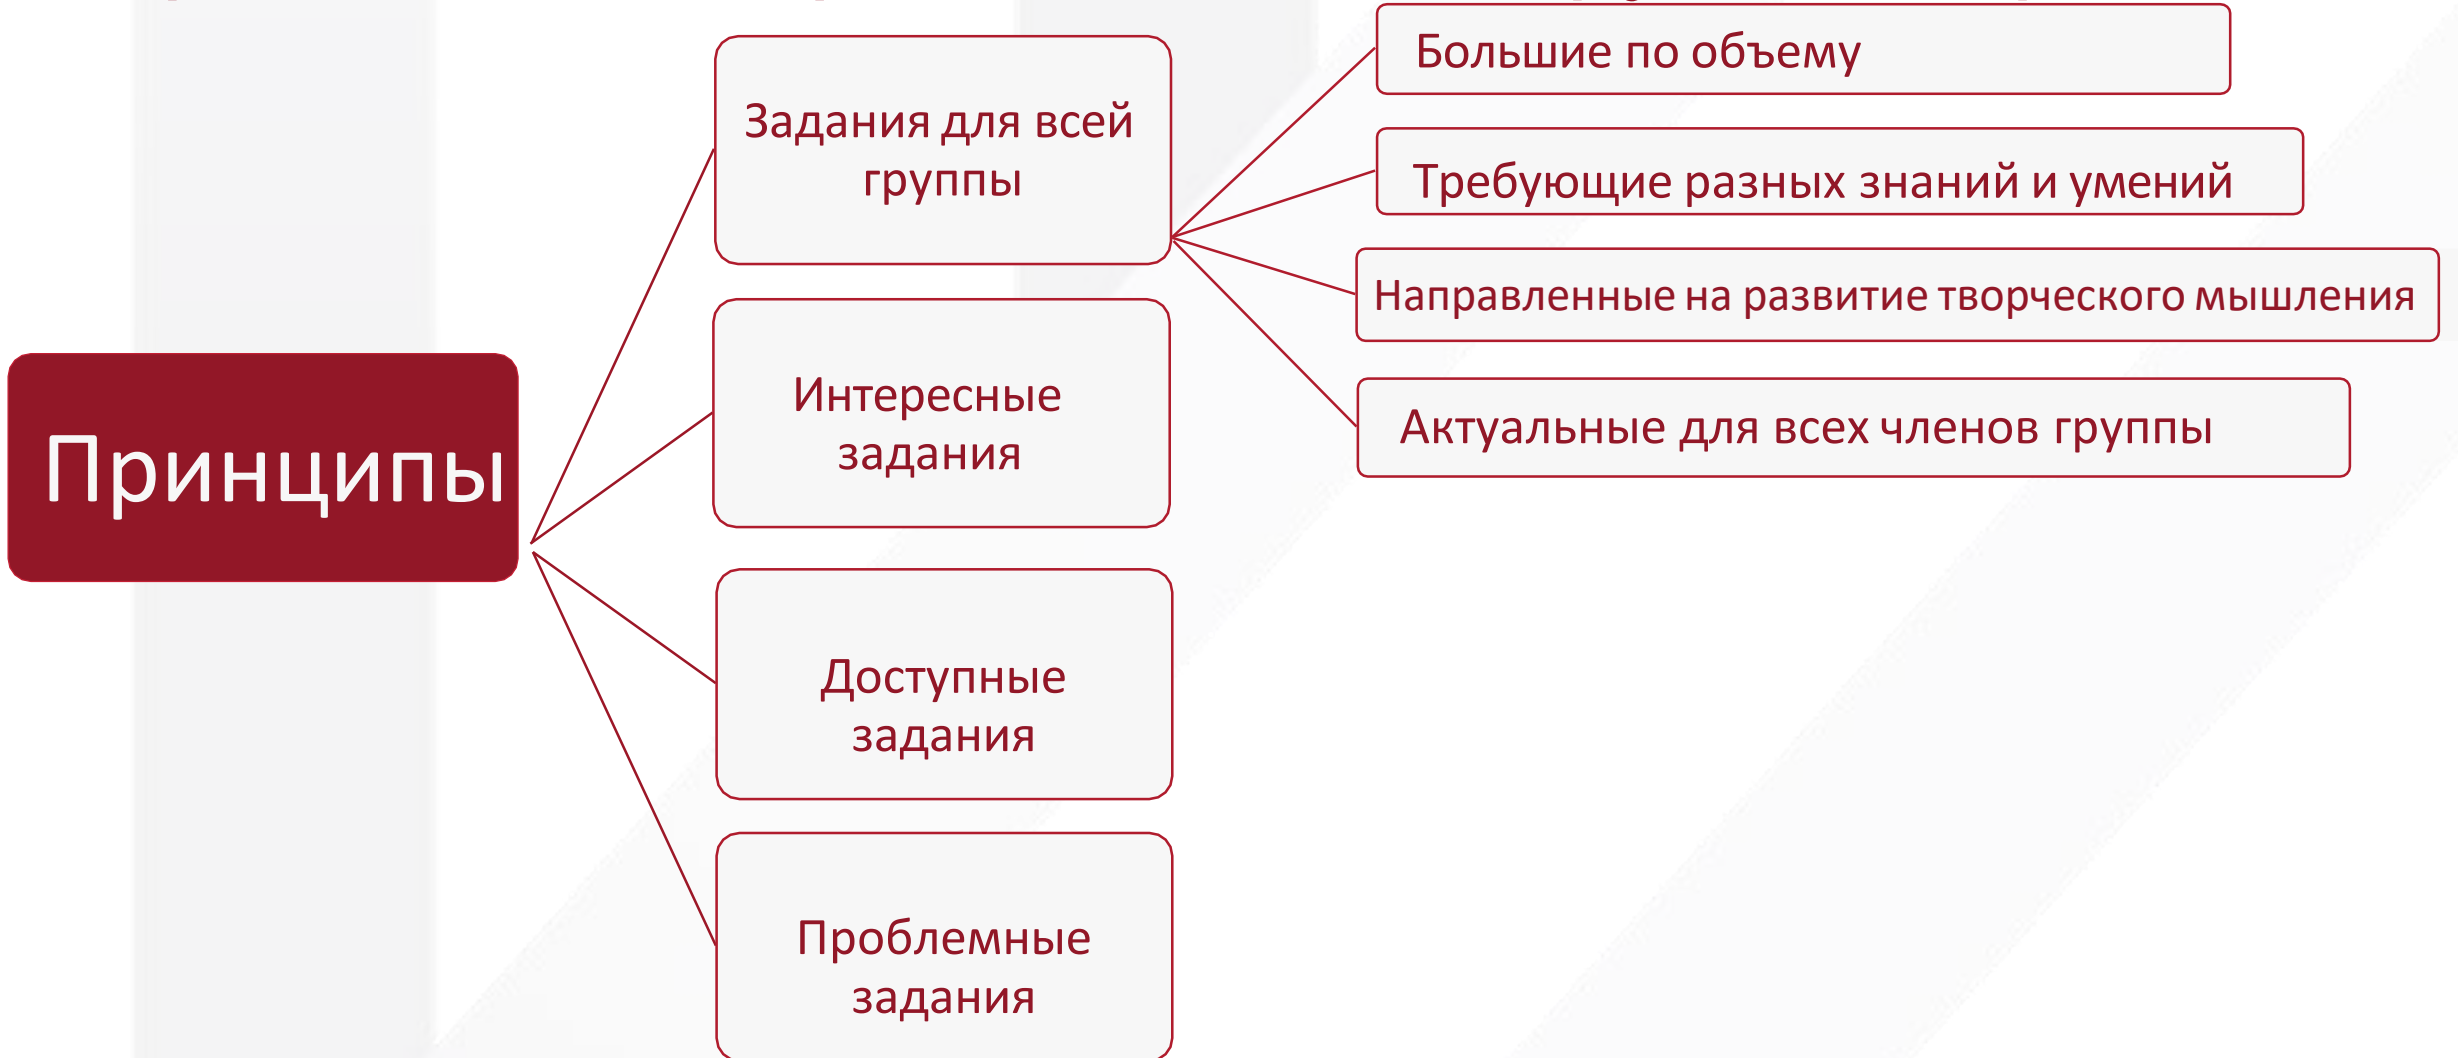 Принципы
Задания для всей
группы
Интересные
задания
Доступные
задания
Проблемные
задания
Большие по объему
Требующие разных знаний и умений
Направленные на развитие творческого мышления
Актуальные для всех членов группы